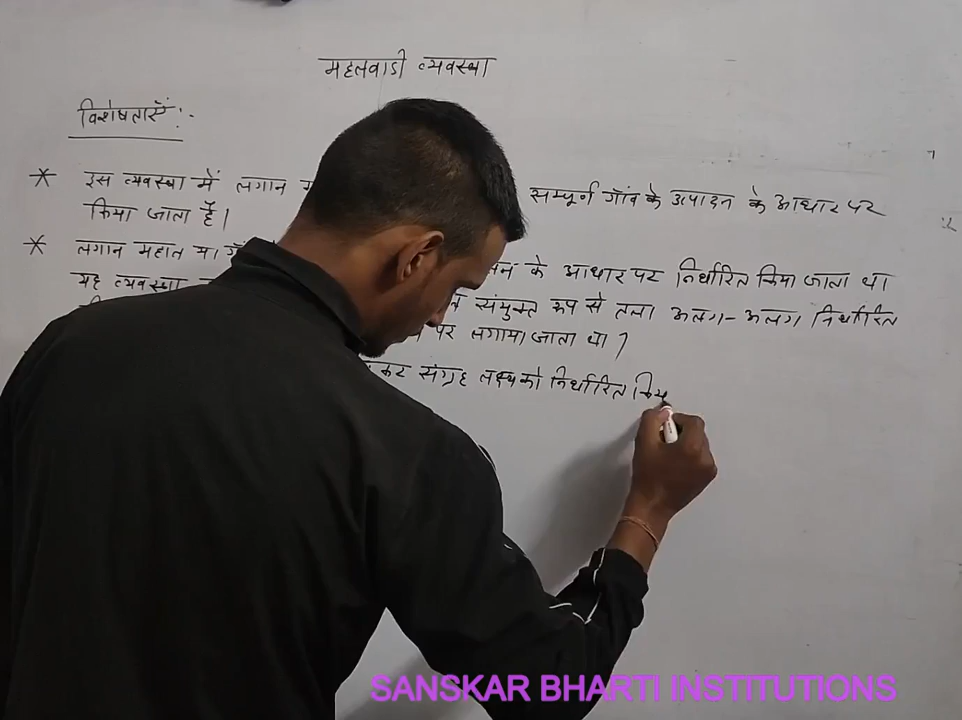 महलवाडी व्यवस्था
विशेषताएँ:-
* इस व्यवस्था में लगान सम्पूर्ण गाँव के उत्पादन के आधार पर
किया जाता है।
* लगान महाल या के आधार पर निर्धारित किया जाता था
यह व्यवस्था संयुक्त रूप से तथा अलग-अलग निर्धारित
पर लगाया जाता था।
कर संग्रह लक्ष्य को निर्धारित किय
SANSKAR BHARTI INSTITUTIONS